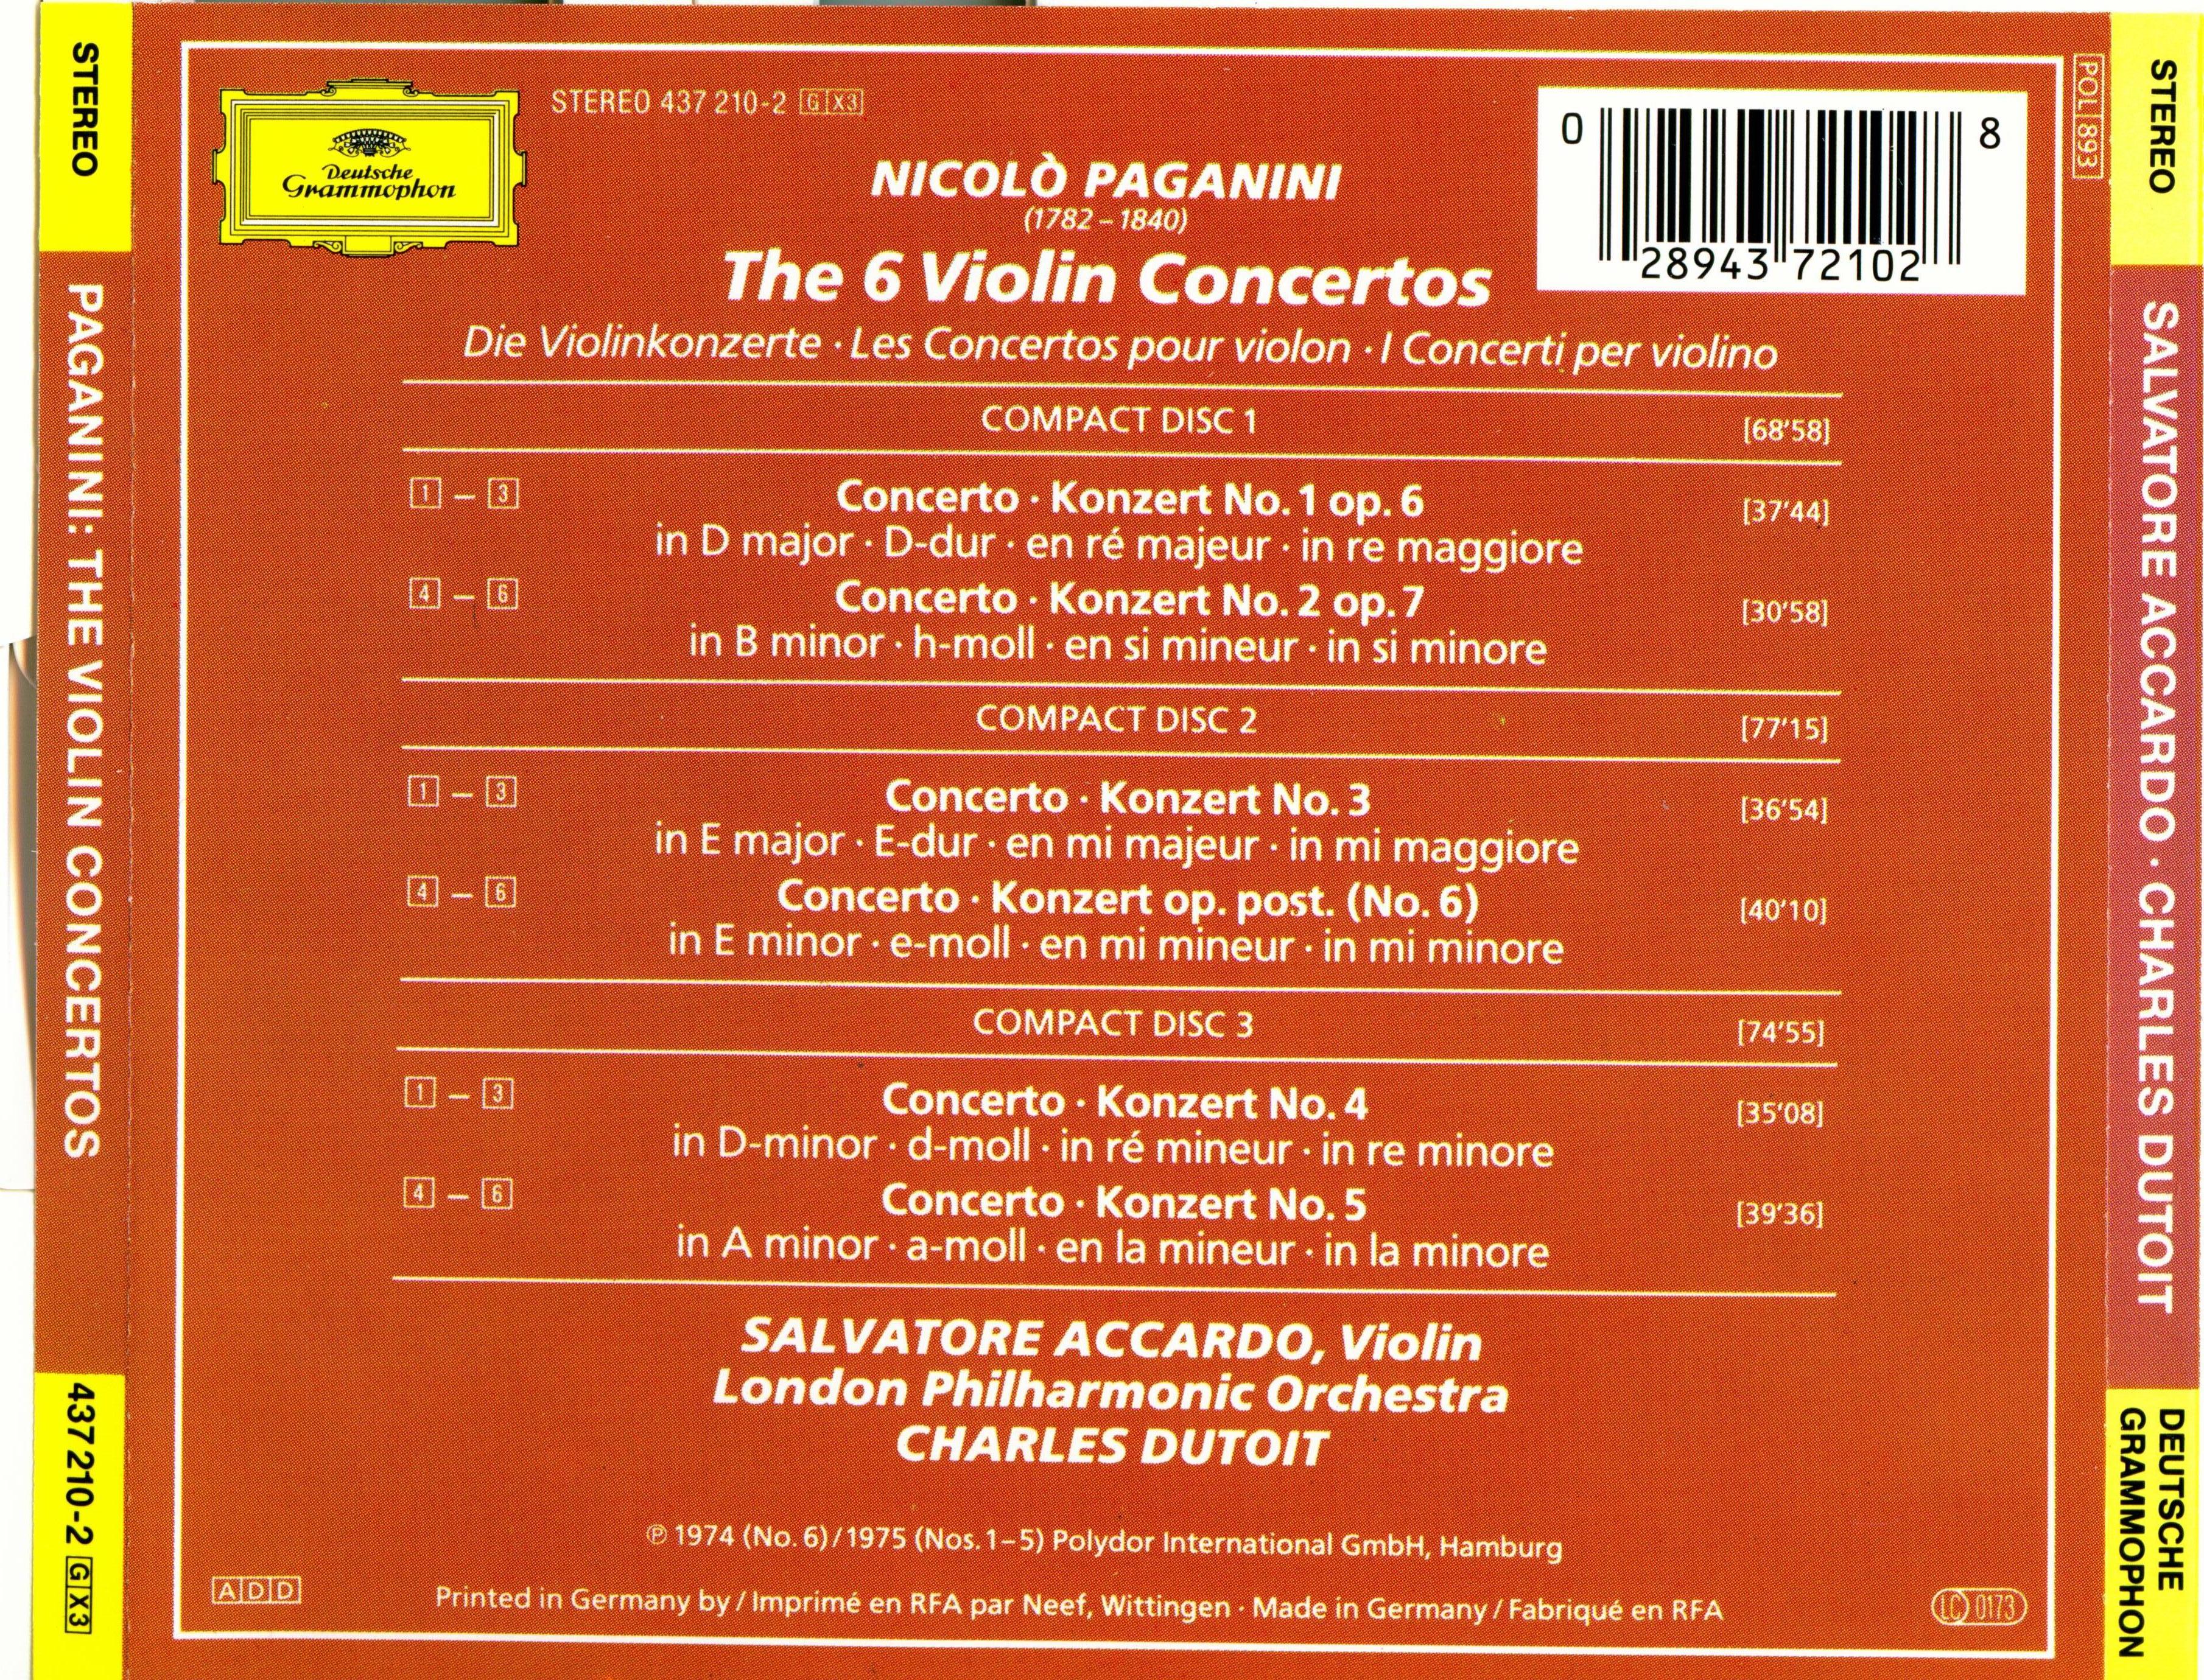 STEREO
PAGANINI: THE VIOLIN CONCERTOS
437 210-2 G X3
Deutsche
Grammophon
STEREO 437 210-2 G X3
NICOLÒ PAGANINI
(1782 – 1840)
The 6 Violin Concertos
Die Violinkonzerte · Les Concertos pour violon · I Concerti per violino
0 28943 72102 8
POL 893
COMPACT DISC 1 [68'58]
1 – 3 Concerto · Konzert No. 1 op. 6 [37'44]
in D major · D-dur · en ré majeur · in re maggiore
4 – 6 Concerto · Konzert No. 2 op. 7 [30'58]
in B minor · h-moll · en si mineur · in si minore
COMPACT DISC 2 [77'15]
1 – 3 Concerto · Konzert No. 3 [36'54]
in E major · E-dur · en mi majeur · in mi maggiore
4 – 6 Concerto · Konzert op. post. (No. 6) [40'10]
in E minor · e-moll · en mi mineur · in mi minore
COMPACT DISC 3 [74'55]
1 – 3 Concerto · Konzert No. 4 [35'08]
in D-minor · d-moll · in ré mineur · in re minore
4 – 6 Concerto · Konzert No. 5 [39'36]
in A minor · a-moll · en la mineur · in la minore
SALVATORE ACCARDO, Violin
London Philharmonic Orchestra
CHARLES DUTOIT
℗ 1974 (No. 6) / 1975 (Nos. 1–5) Polydor International GmbH, Hamburg
ADD
Printed in Germany by / Imprimé en RFA par Neef, Wittingen · Made in Germany / Fabriqué en RFA
LC 0173
STEREO
SALVATORE ACCARDO · CHARLES DUTOIT
DEUTSCHE
GRAMMOPHON